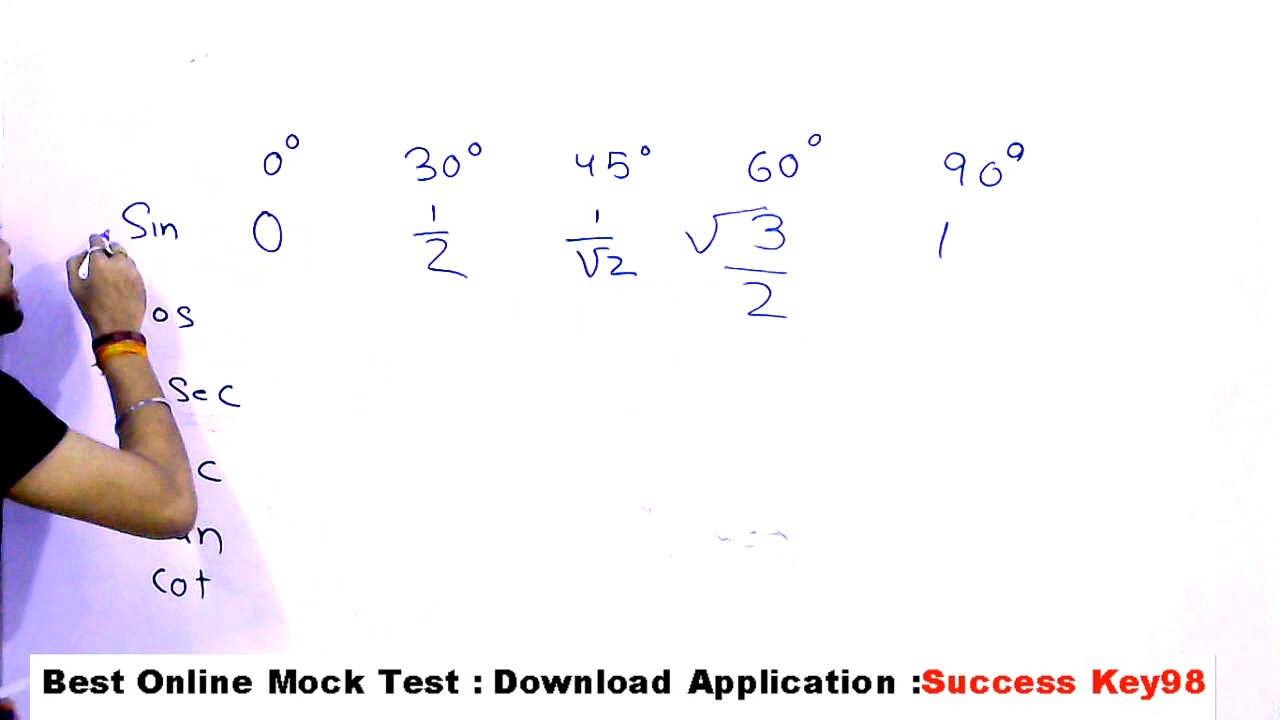 0° 30° 45° 60° 90°
Sin 0 1/2 1/√2 √3/2 1
os
sec
c
n
cot
Best Online Mock Test : Download Application :Success Key98